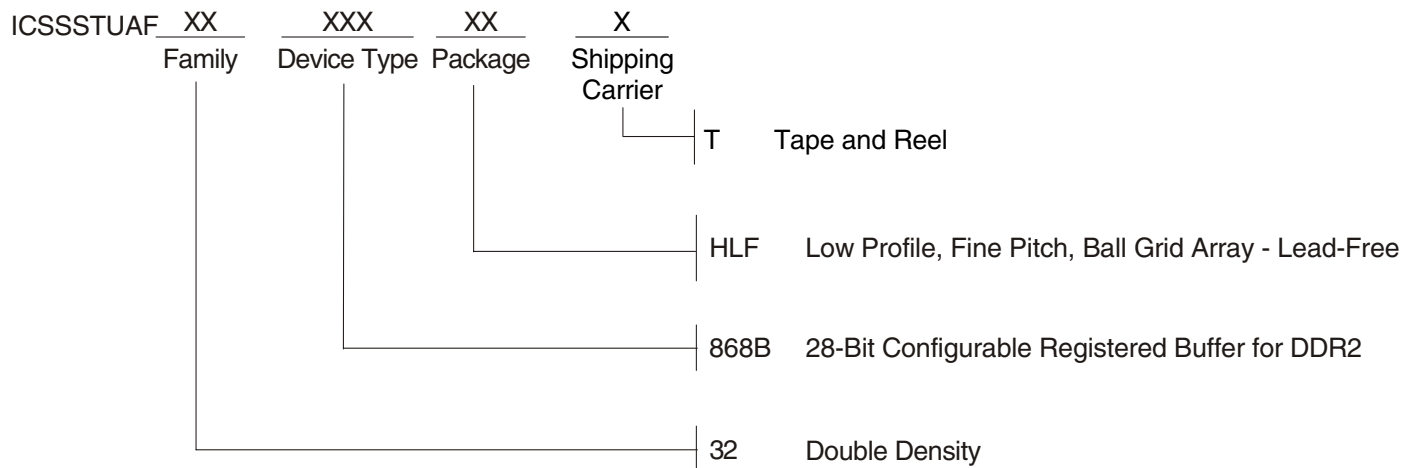 ICSSSTUAF XX XXX XX X
Family Device Type Package Shipping
Carrier
T Tape and Reel
HLF Low Profile, Fine Pitch, Ball Grid Array - Lead-Free
868B 28-Bit Configurable Registered Buffer for DDR2
32 Double Density